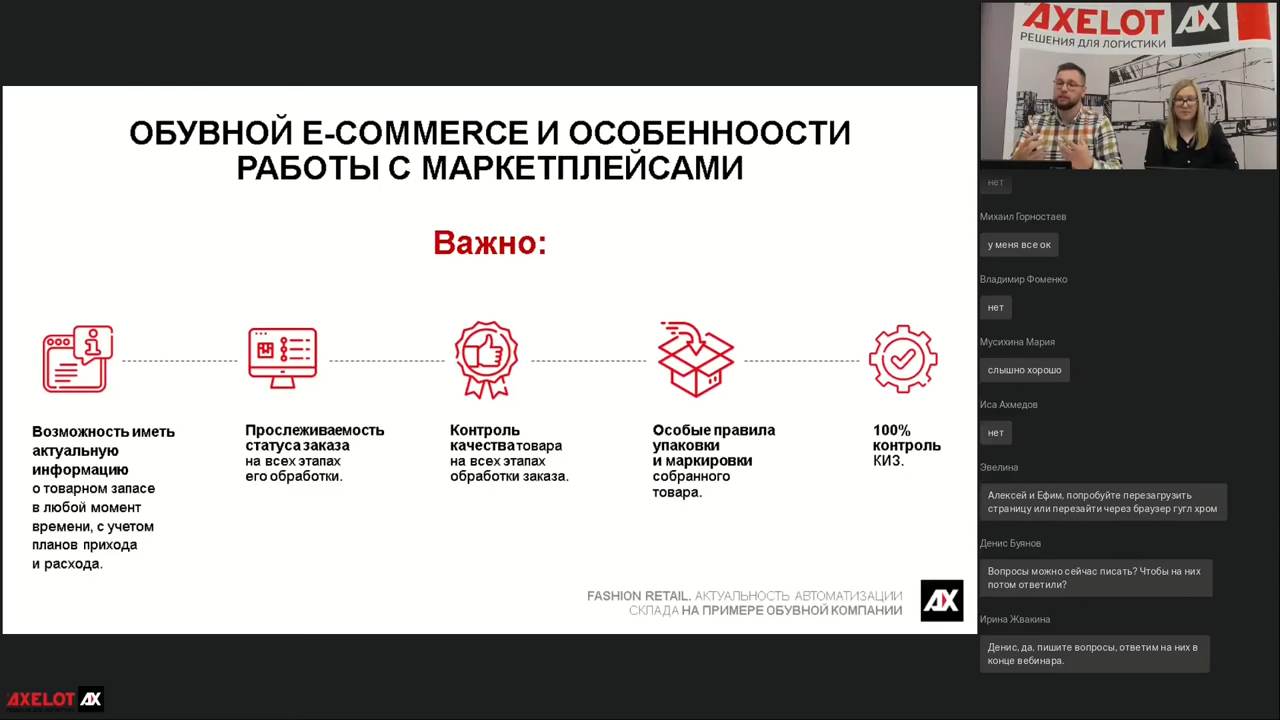 ОБУВНОЙ E-COMMERCE И ОСОБЕННООСТИ
РАБОТЫ С МАРКЕТПЛЕЙСАМИ
Важно:
Возможность иметь
актуальную
информацию
о товарном запасе
в любой момент
времени, с учетом
планов прихода
и расхода.
Прослеживаемость
статуса заказа
на всех этапах
его обработки.
Контроль
качества товара
на всех этапах
обработки заказа.
Особые правила
упаковки
и маркировки
собранного
товара.
100%
контроль
КИЗ.
FASHION RETAIL. АКТУАЛЬНОСТЬ АВТОМАТИЗАЦИИ
СКЛАДА НА ПРИМЕРЕ ОБУВНОЙ КОМПАНИИ
AX
AXELOT AX
AXELOT AX
РЕШЕНИЯ ДЛЯ ЛОГИСТИКИ
нет
Михаил Горностаев
у меня все ок
Владимир Фоменко
нет
Мусихина Мария
слышно хорошо
Иса Ахмедов
нет
Эвелина
Алексей и Ефим, попробуйте перезагрузить
страницу или перезайти через браузер гугл хром
Денис Буянов
Вопросы можно сейчас писать? Чтобы на них
потом ответили?
Ирина Жвакина
Денис, да, пишите вопросы, ответим на них в
конце вебинара.